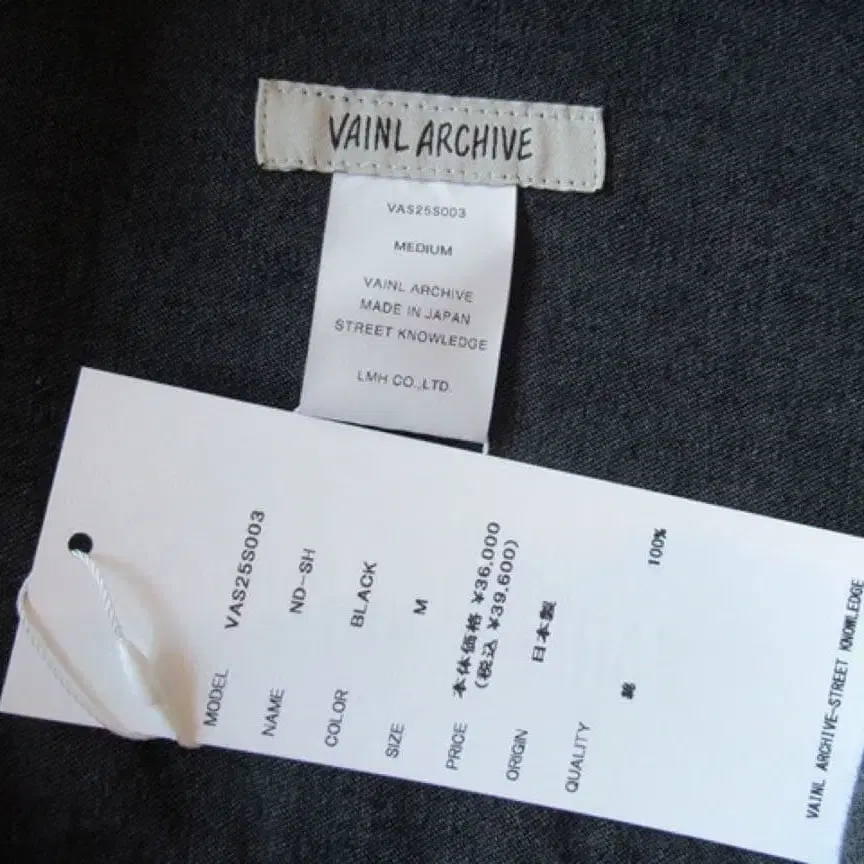 VAINL ARCHIVE
VAS25S003
MEDIUM
VAINL ARCHIVE
MADE IN JAPAN
STREET KNOWLEDGE
LMH CO.,LTD.
MODEL VAS25S003
NAME ND-SH
COLOR BLACK
SIZE M
PRICE 本体価格 ¥36,000
(税込 ¥39,600)
ORIGIN 日本製
QUALITY 綿 100%
VAINL ARCHIVE-STREET KNOWLEDGE